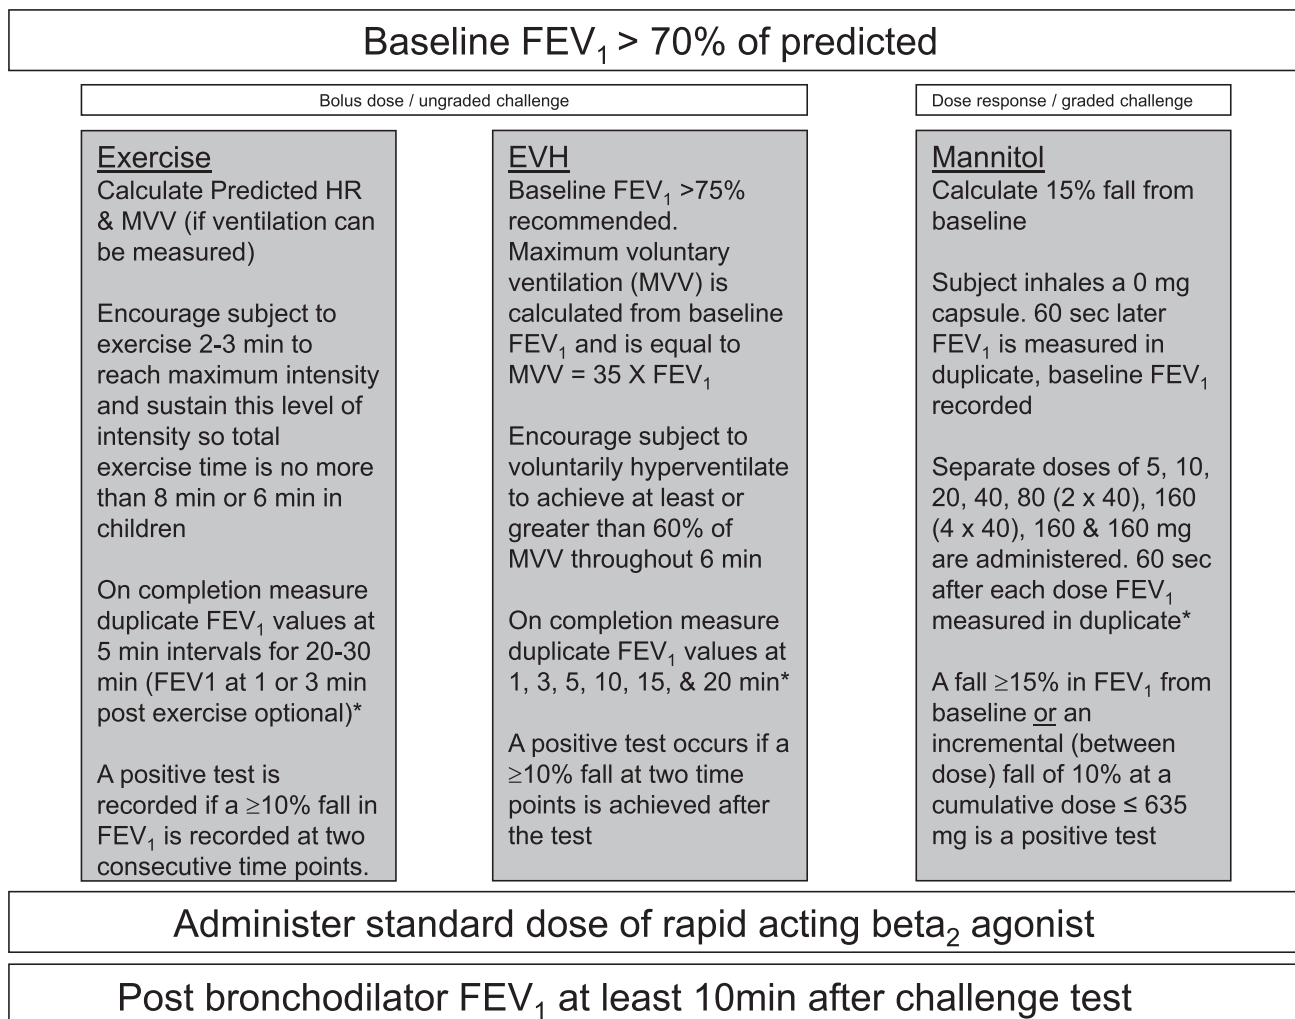 Baseline FEV1 > 70% of predicted
Bolus dose / ungraded challenge
Dose response / graded challenge
Exercise
Calculate Predicted HR
& MVV (if ventilation can
be measured)
Encourage subject to
exercise 2-3 min to
reach maximum intensity
and sustain this level of
intensity so total
exercise time is no more
than 8 min or 6 min in
children
On completion measure
duplicate FEV1 values at
5 min intervals for 20-30
min (FEV1 at 1 or 3 min
post exercise optional)*
A positive test is
recorded if a ≥10% fall in
FEV1 is recorded at two
consecutive time points.
EVH
Baseline FEV1 >75%
recommended.
Maximum voluntary
ventilation (MVV) is
calculated from baseline
FEV1 and is equal to
MVV = 35 X FEV1
Encourage subject to
voluntarily hyperventilate
to achieve at least or
greater than 60% of
MVV throughout 6 min
On completion measure
duplicate FEV1 values at
1, 3, 5, 10, 15, & 20 min*
A positive test occurs if a
≥10% fall at two time
points is achieved after
the test
Mannitol
Calculate 15% fall from
baseline
Subject inhales a 0 mg
capsule. 60 sec later
FEV1 is measured in
duplicate, baseline FEV1
recorded
Separate doses of 5, 10,
20, 40, 80 (2 x 40), 160
(4 x 40), 160 & 160 mg
are administered. 60 sec
after each dose FEV1
measured in duplicate*
A fall ≥15% in FEV1 from
baseline or an
incremental (between
dose) fall of 10% at a
cumulative dose ≤ 635
mg is a positive test
Administer standard dose of rapid acting beta2 agonist
Post bronchodilator FEV1 at least 10min after challenge test